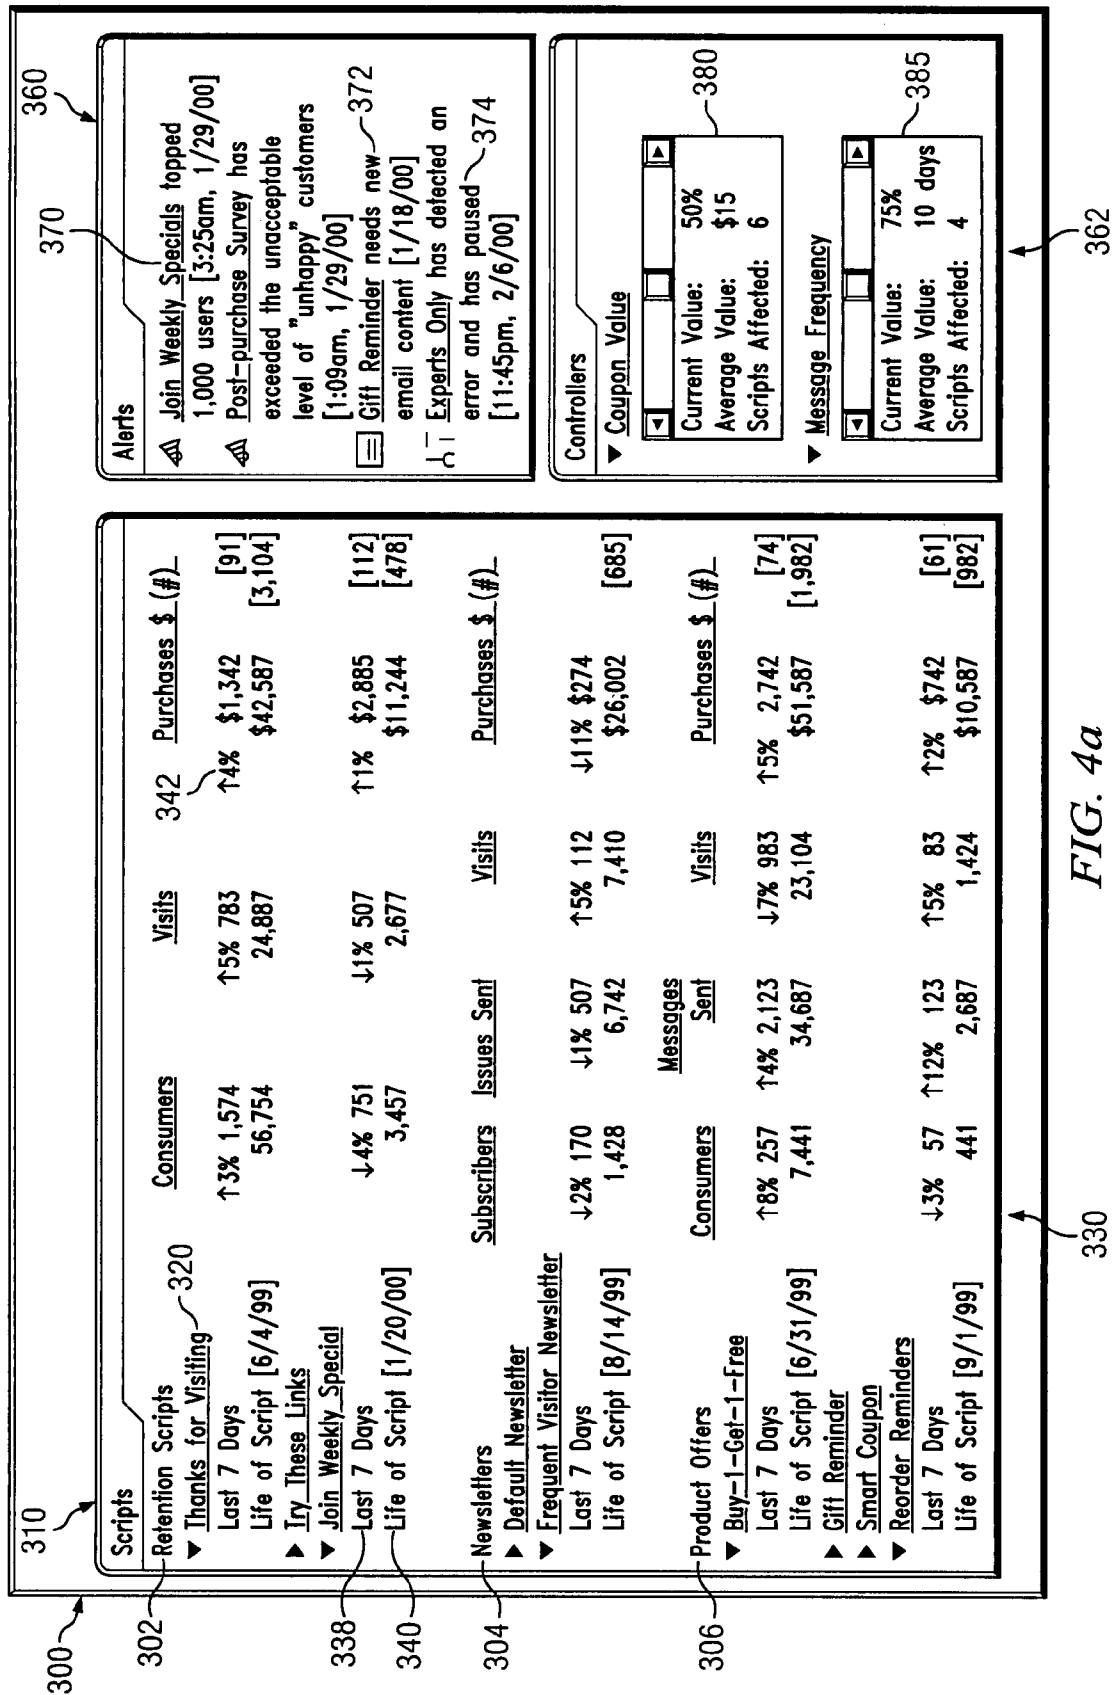 300
310
360
Scripts
302
Retention Scripts
Consumers
Visits
342
Purchases $ (#)
▼ Thanks for Visiting
320
Last 7 Days ↑3% 1,574 ↑5% 783 ↑4% $1,342 [91]
Life of Script [6/4/99] 56,754 24,887 $42,587 [3,104]
▶ Try These Links
▼ Join Weekly Special
338
Last 7 Days ↓4% 751 ↓1% 507 ↑1% $2,885 [112]
340
Life of Script [1/20/00] 3,457 2,677 $11,244 [478]
304
Newsletters
Subscribers Issues Sent Visits Purchases $ (#)
▶ Default Newsletter
▼ Frequent Visitor Newsletter
Last 7 Days ↓2% 170 ↓1% 507 ↑5% 112 ↓11% $274
Life of Script [8/14/99] 1,428 6,742 7,410 $26,002 [685]
Messages
306
Product Offers
Consumers Sent Visits Purchases $ (#)
▼ Buy-1-Get-1-Free
Last 7 Days ↑8% 257 ↑4% 2,123 ↓7% 983 ↑5% 2,742 [74]
Life of Script [6/31/99] 7,441 34,687 23,104 $51,587 [1,982]
▶ Gift Reminder
▶ Smart Coupon
▼ Reorder Reminders
Last 7 Days ↓3% 57 ↑12% 123 ↑5% 83 ↑2% $742 [61]
Life of Script [9/1/99] 441 2,687 1,424 $10,587 [982]
330
Alerts
370
Join Weekly Specials topped
1,000 users [3:25am, 1/29/00]
Post-purchase Survey has
exceeded the unacceptable
level of "unhappy" customers
[1:09am, 1/29/00]
Gift Reminder needs new
372
email content [1/18/00]
Experts Only has detected an
error and has paused
374
[11:45pm, 2/6/00]
Controllers
▼ Coupon Value
380
Current Value: 50%
Average Value: $15
Scripts Affected: 6
▼ Message Frequency
385
Current Value: 75%
Average Value: 10 days
Scripts Affected: 4
362
FIG. 4a